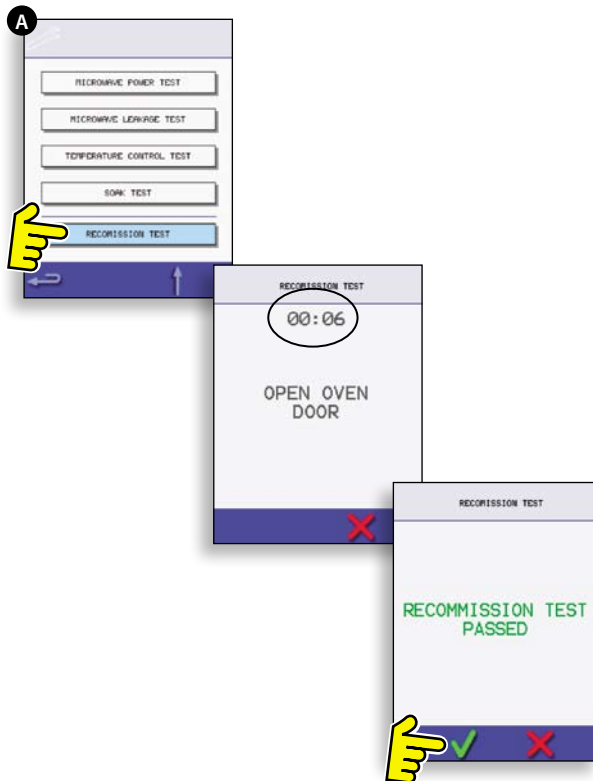 A
MICROWAVE POWER TEST
MICROWAVE LEAKAGE TEST
TEMPERATURE CONTROL TEST
SOAK TEST
RECOMISSION TEST
RECOMISSION TEST
00:06
OPEN OVEN
DOOR
RECOMISSION TEST
RECOMMISSION TEST
PASSED